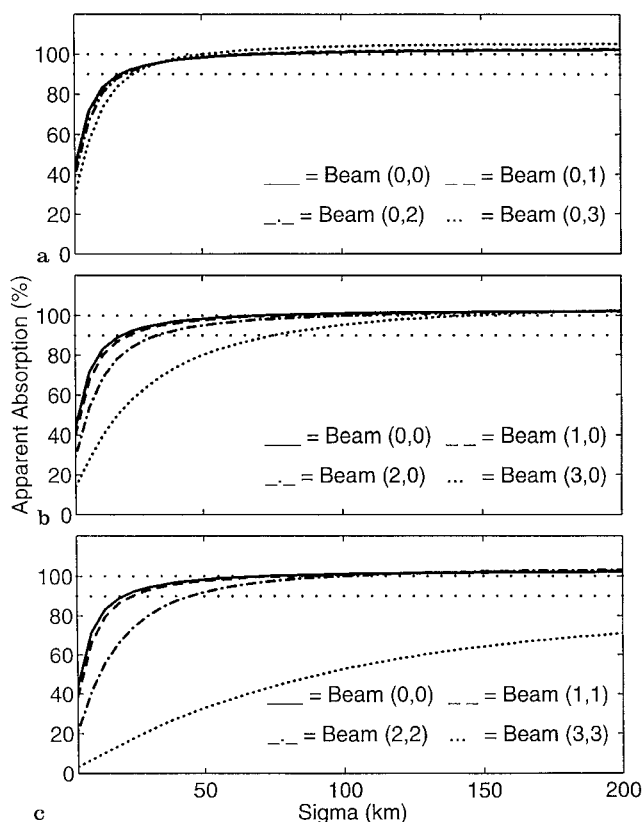 100
80
60
40
20
0
= Beam (0,0) = Beam (0,1)
= Beam (0,2) = Beam (0,3)
a
Apparent Absorption (%)
100
80
60
40
20
0
= Beam (0,0) = Beam (1,0)
= Beam (2,0) = Beam (3,0)
b
100
80
60
40
20
0
= Beam (0,0) = Beam (1,1)
= Beam (2,2) = Beam (3,3)
50 100 150 200
c
Sigma (km)